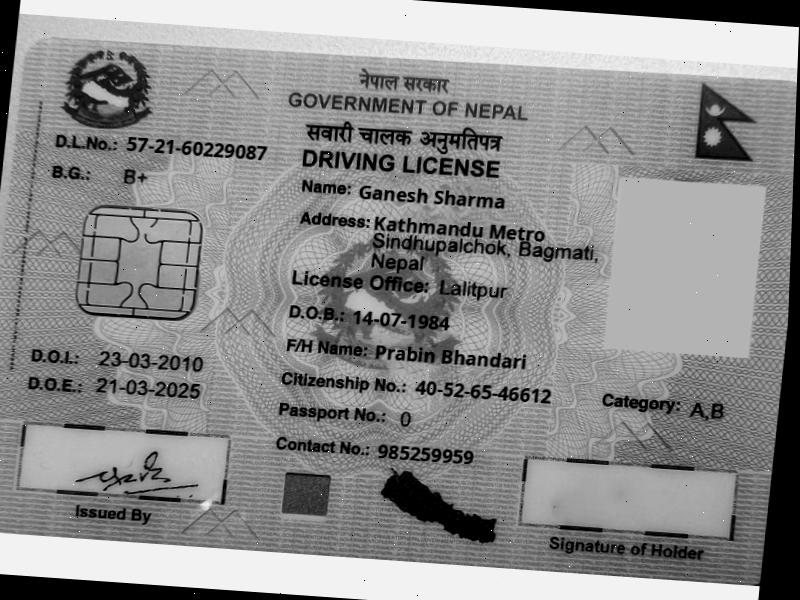 नेपाल सरकार
GOVERNMENT OF NEPAL
सवारी चालक अनुमतिपत्र
DRIVING LICENSE
D.L.No.: 57-21-60229087
B.G.: B+
Name: Ganesh Sharma
Address: Kathmandu Metro
Sindhupalchok, Bagmati,
Nepal
License Office: Lalitpur
D.O.B.: 14-07-1984
F/H Name: Prabin Bhandari
D.O.I.: 23-03-2010
D.O.E.: 21-03-2025
Citizenship No.: 40-52-65-46612
Category: A,B
Passport No.: 0
Contact No.: 985259959
Issued By
Signature of Holder